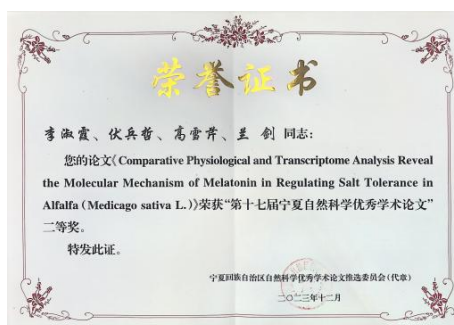 荣誉证书
李淑霞、伏兵哲、高雪芹、兰 剑 同志：
您的论文《Comparative Physiological and Transcriptome Analysis Reveal
the Molecular Mechanism of Melatonin in Regulating Salt Tolerance in
Alfalfa (Medicago sativa L.)》荣获“第十七届宁夏自然科学优秀学术论文”
二等奖。
特发此证。
宁夏回族自治区自然科学优秀学术论文推选委员会（代章）
二〇二三年十二月